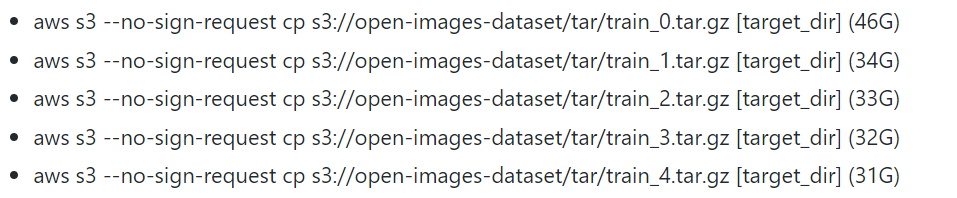 • aws s3 --no-sign-request cp s3://open-images-dataset/tar/train_0.tar.gz [target_dir] (46G)
• aws s3 --no-sign-request cp s3://open-images-dataset/tar/train_1.tar.gz [target_dir] (34G)
• aws s3 --no-sign-request cp s3://open-images-dataset/tar/train_2.tar.gz [target_dir] (33G)
• aws s3 --no-sign-request cp s3://open-images-dataset/tar/train_3.tar.gz [target_dir] (32G)
• aws s3 --no-sign-request cp s3://open-images-dataset/tar/train_4.tar.gz [target_dir] (31G)